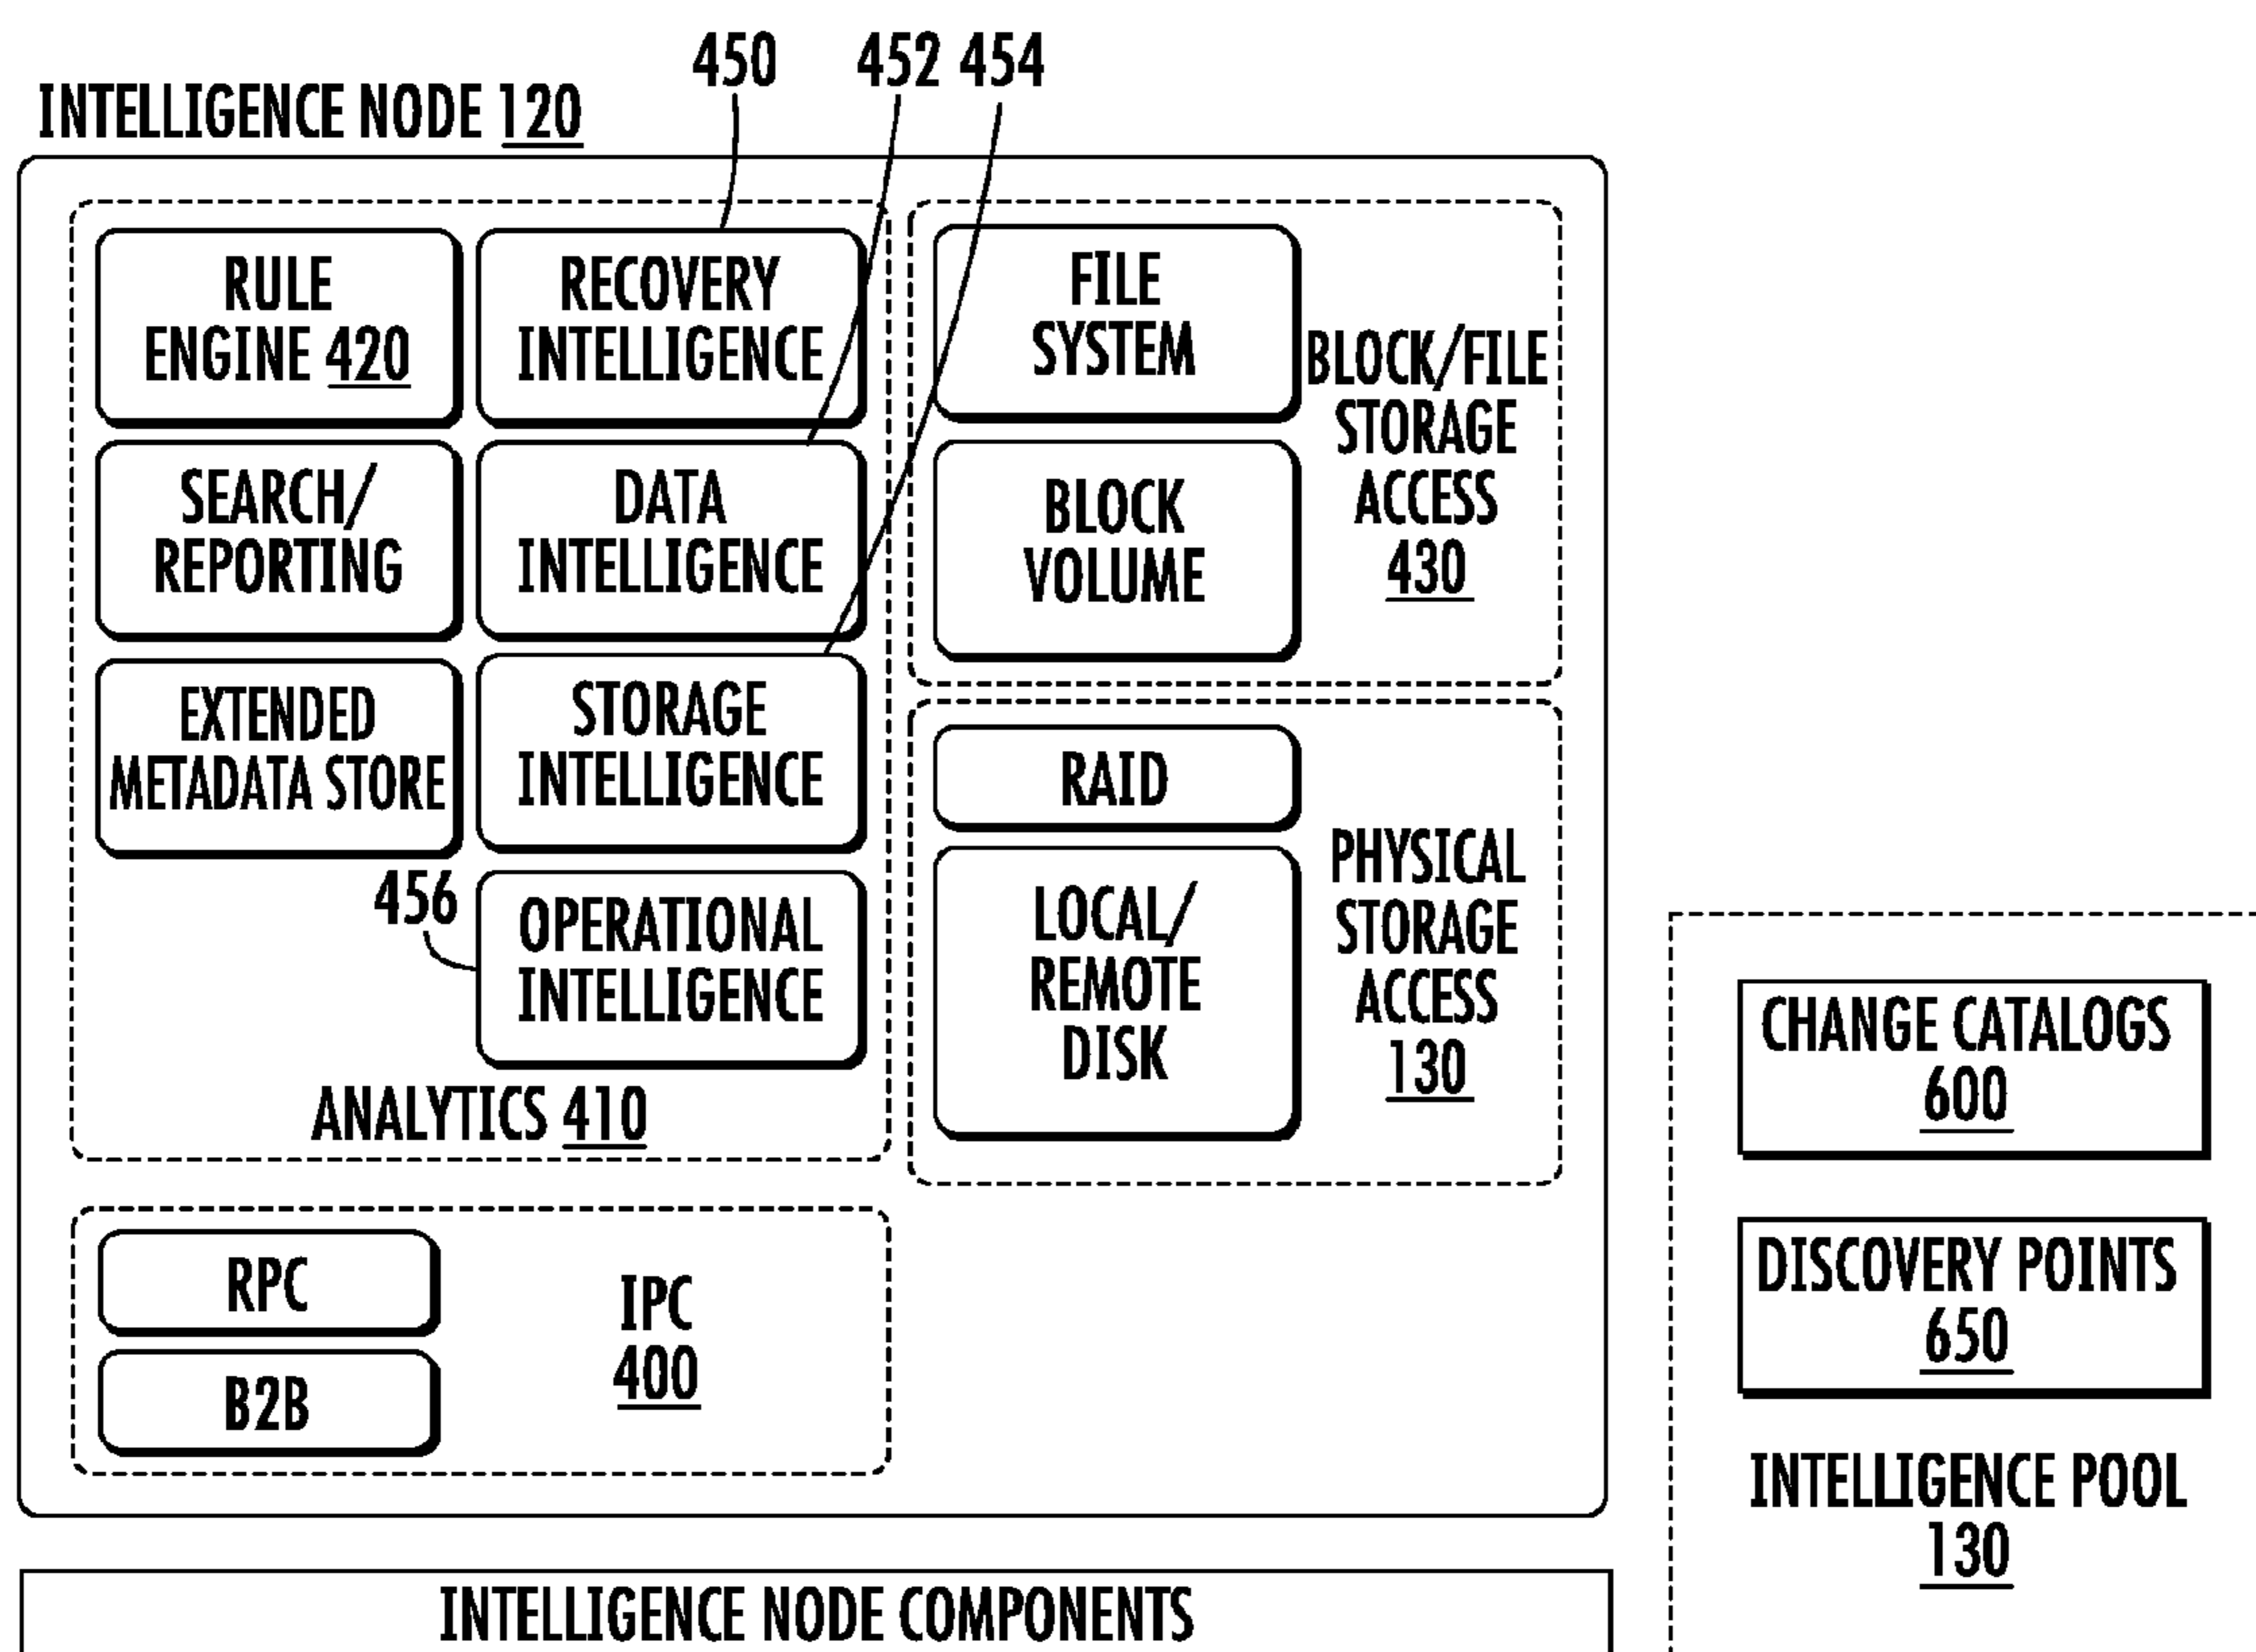 450
452
454
INTELLIGENCE NODE 120
RULE
ENGINE 420
RECOVERY
INTELLIGENCE
SEARCH/
REPORTING
DATA
INTELLIGENCE
EXTENDED
METADATA STORE
STORAGE
INTELLIGENCE
456
OPERATIONAL
INTELLIGENCE
ANALYTICS 410
FILE
SYSTEM
BLOCK
VOLUME
BLOCK/FILE
STORAGE
ACCESS
430
RAID
LOCAL/
REMOTE
DISK
PHYSICAL
STORAGE
ACCESS
130
RPC
B2B
IPC
400
CHANGE CATALOGS
600
DISCOVERY POINTS
650
INTELLIGENCE POOL
130
INTELLIGENCE NODE COMPONENTS